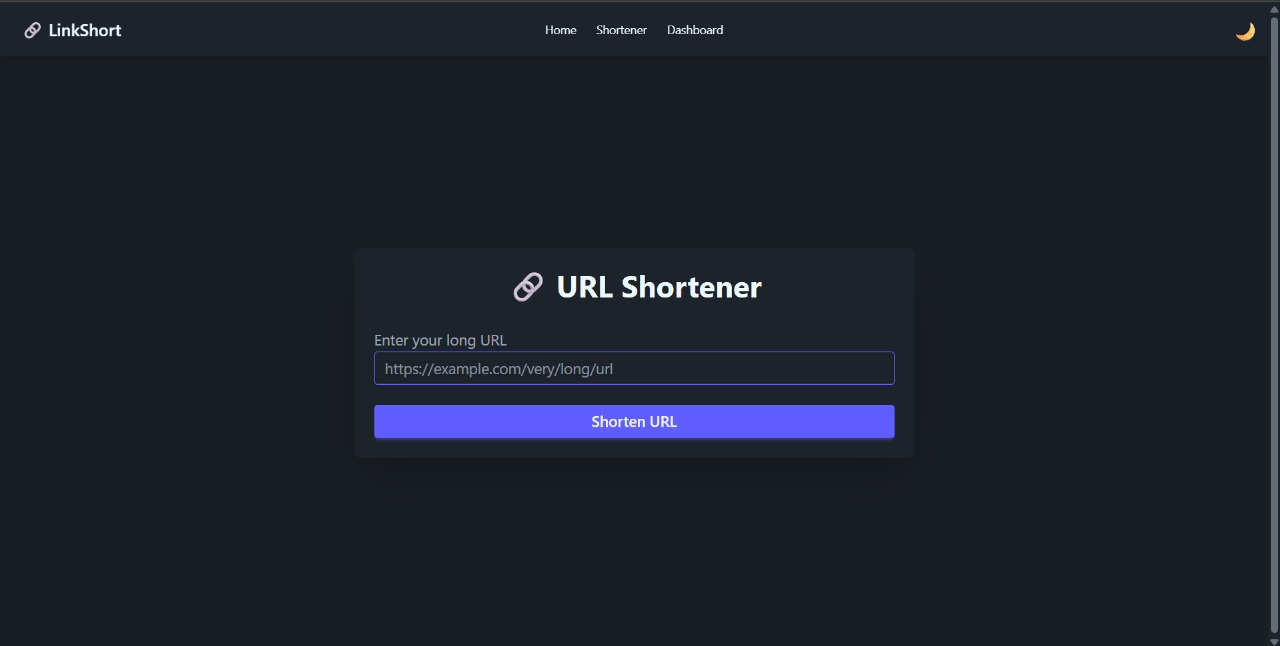 LinkShort
Home Shortener Dashboard
URL Shortener
Enter your long URL
https://example.com/very/long/url
Shorten URL